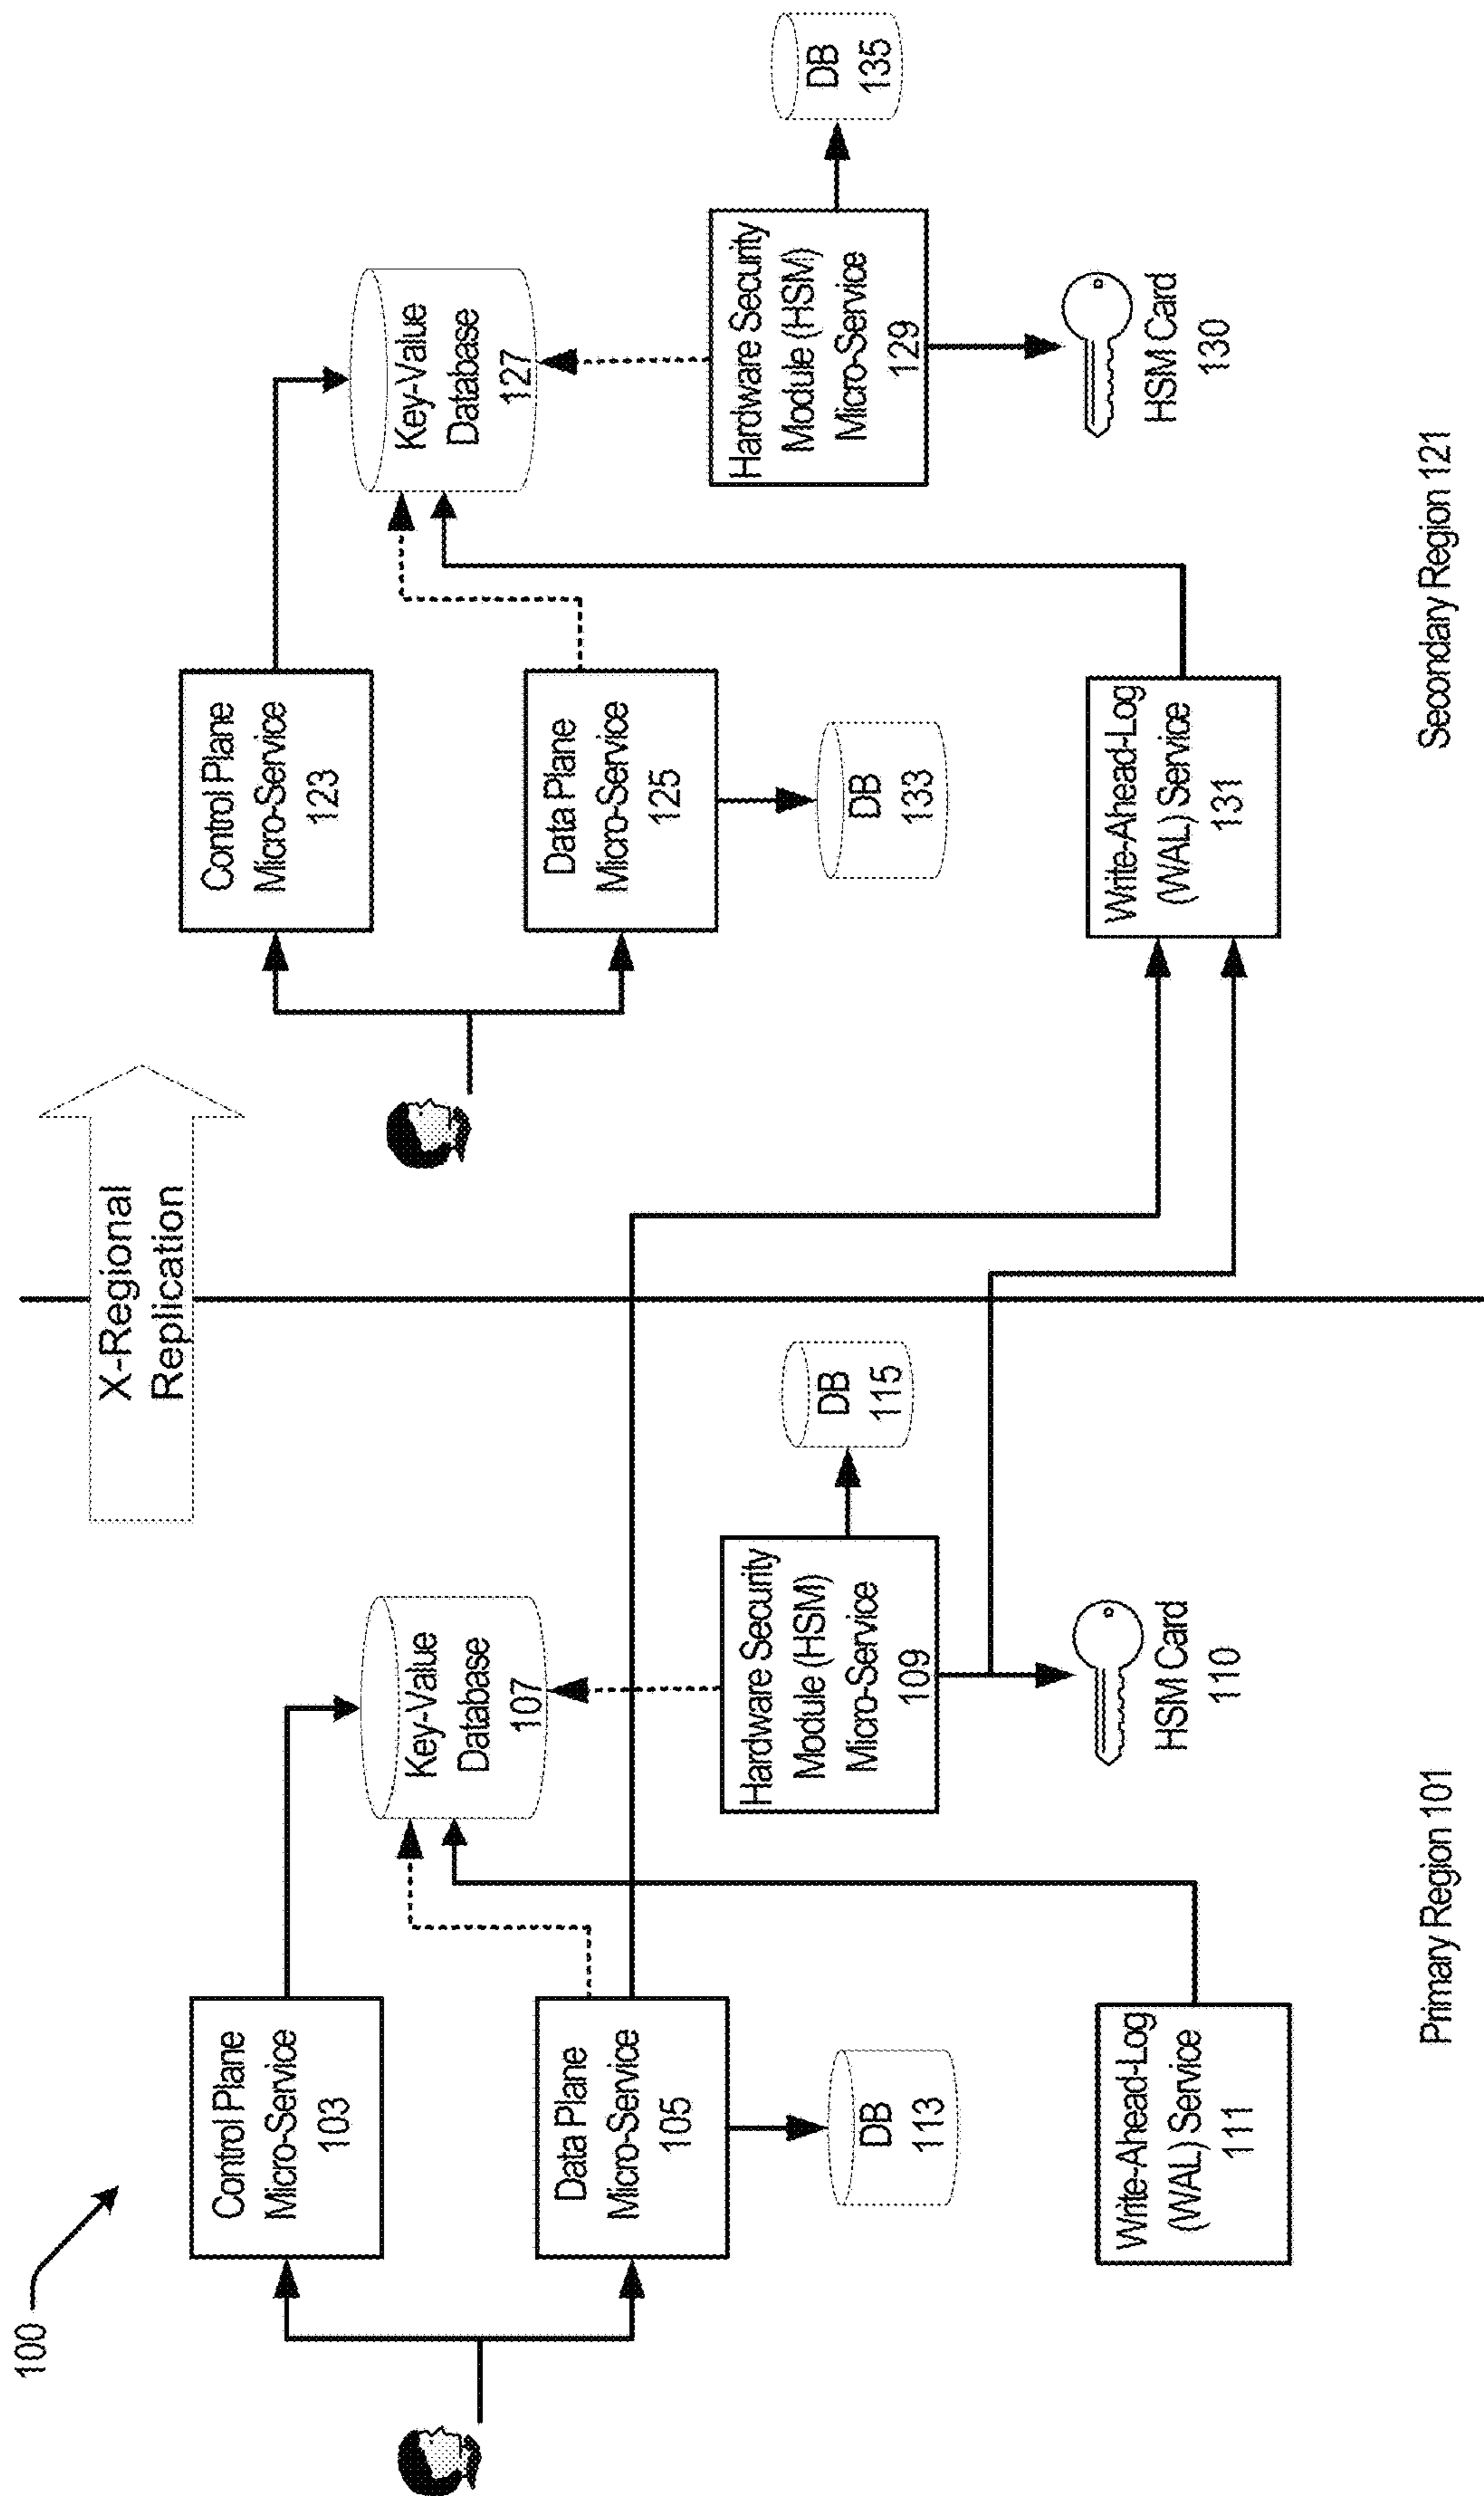 100
X-Regional
Replication
Control Plane
Micro-Service
103
Data Plane
Micro-Service
105
DB
113
Write-Ahead-Log
(WAL) Service
111
Key-Value
Database
107
Hardware Security
Module (HSM)
Micro-Service
109
DB
115
HSM Card
110
Primary Region 101
Control Plane
Micro-Service
123
Data Plane
Micro-Service
125
DB
133
Write-Ahead-Log
(WAL) Service
131
Key-Value
Database
127
Hardware Security
Module (HSM)
Micro-Service
129
DB
135
HSM Card
130
Secondary Region 121